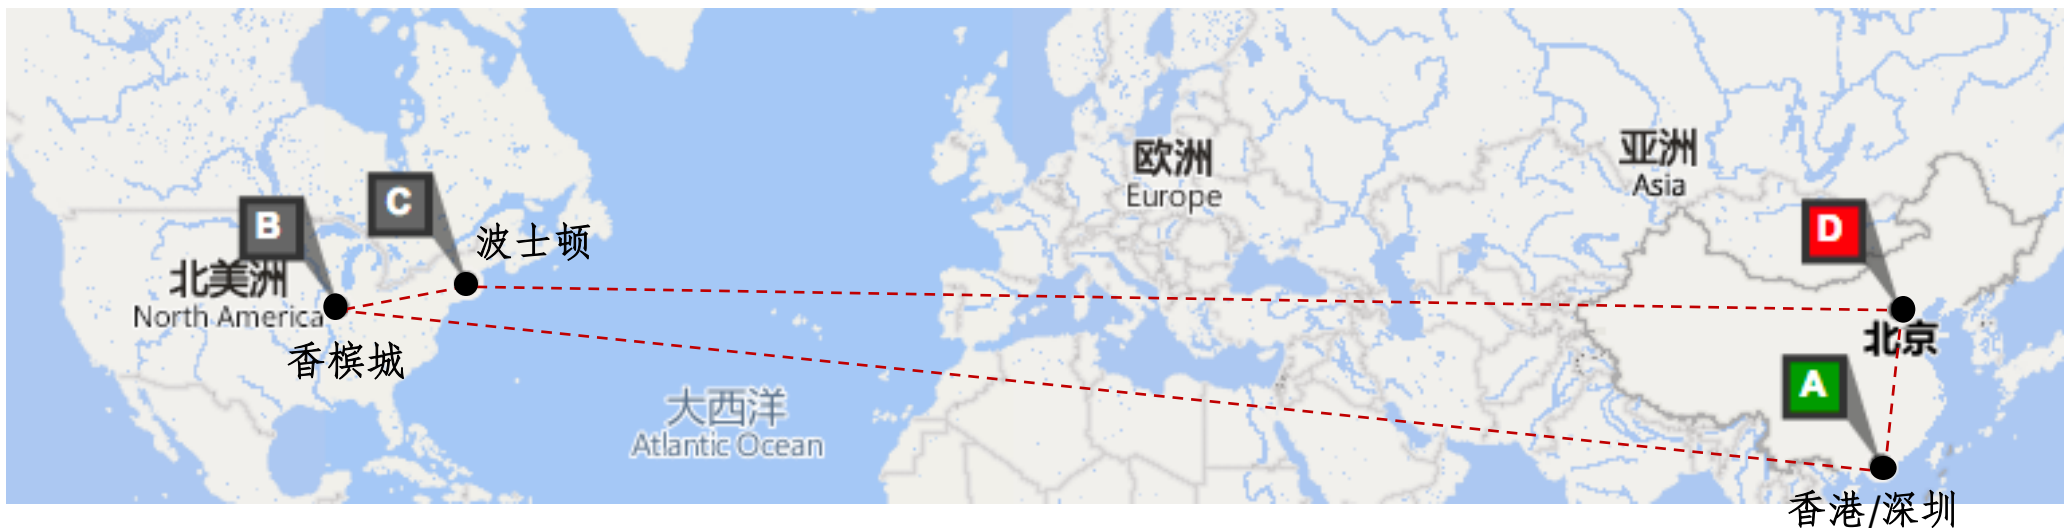 欧洲
Europe
亚洲
Asia
C
B
D
波士顿
北美洲
North America
香槟城
北京
A
大西洋
Atlantic Ocean
香港/深圳